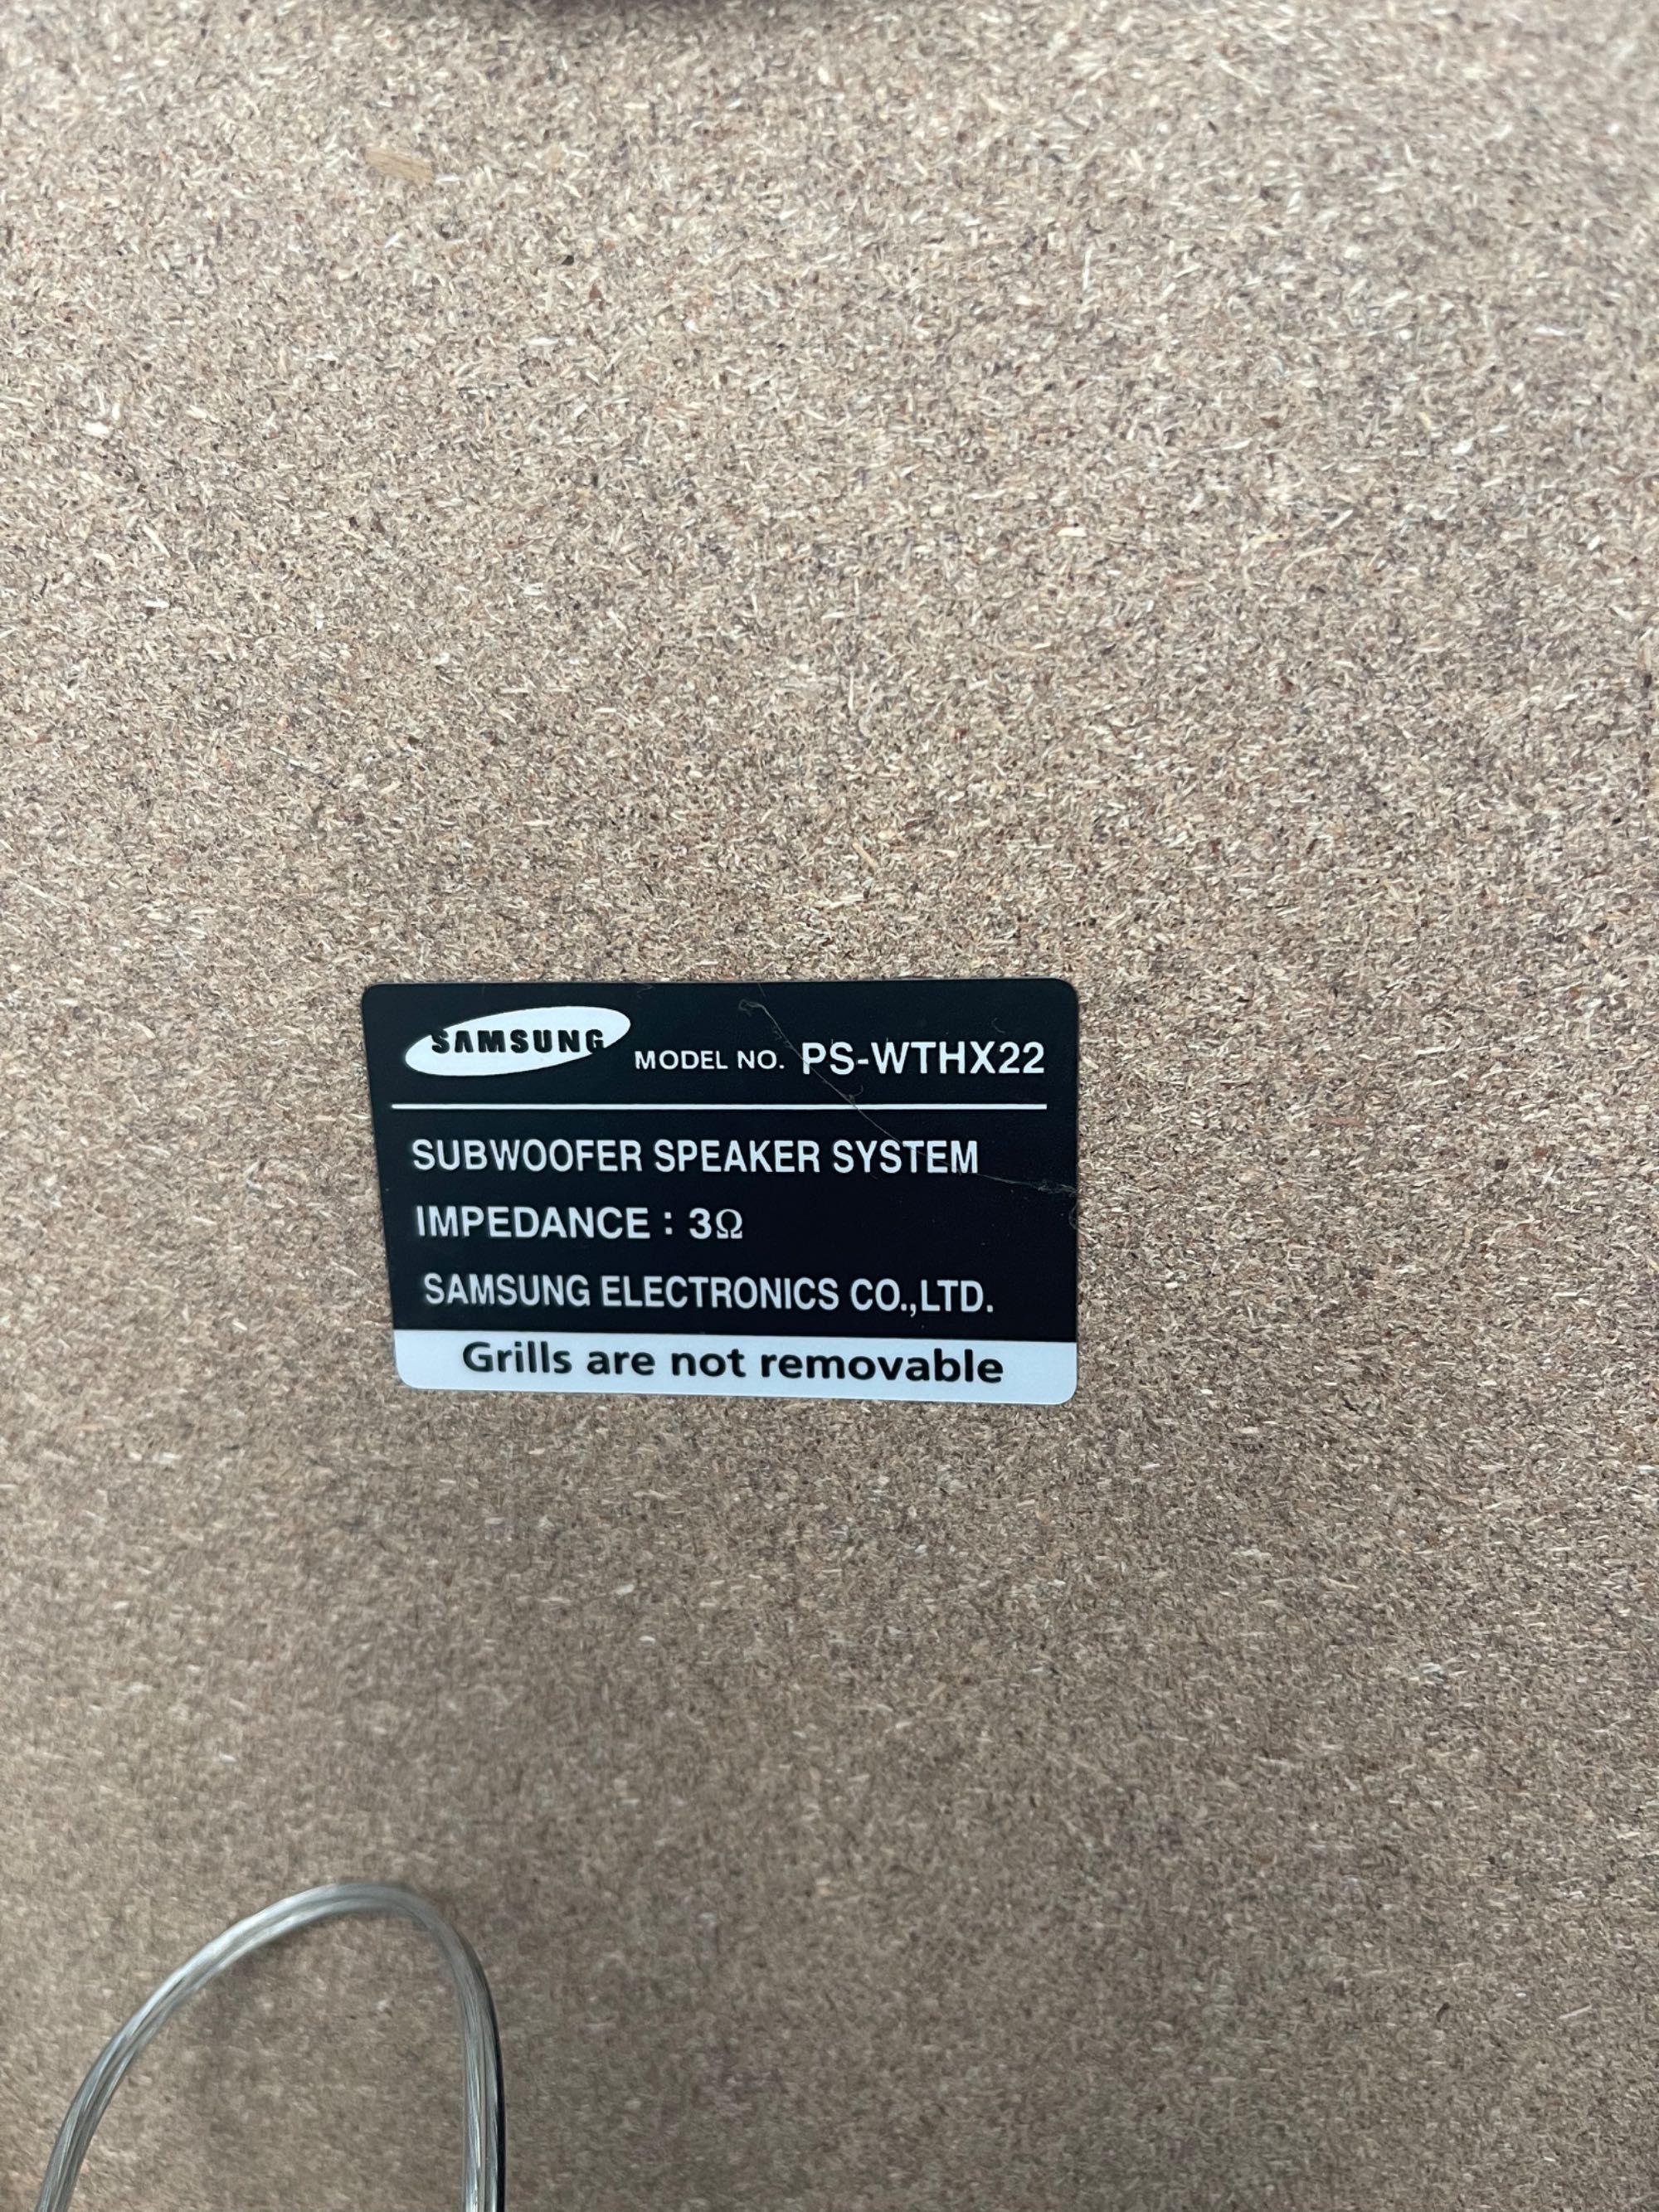 SAMSUNG MODEL NO. PS-WTHX22
SUBWOOFER SPEAKER SYSTEM
IMPEDANCE : 3Ω
SAMSUNG ELECTRONICS CO.,LTD.
Grills are not removable